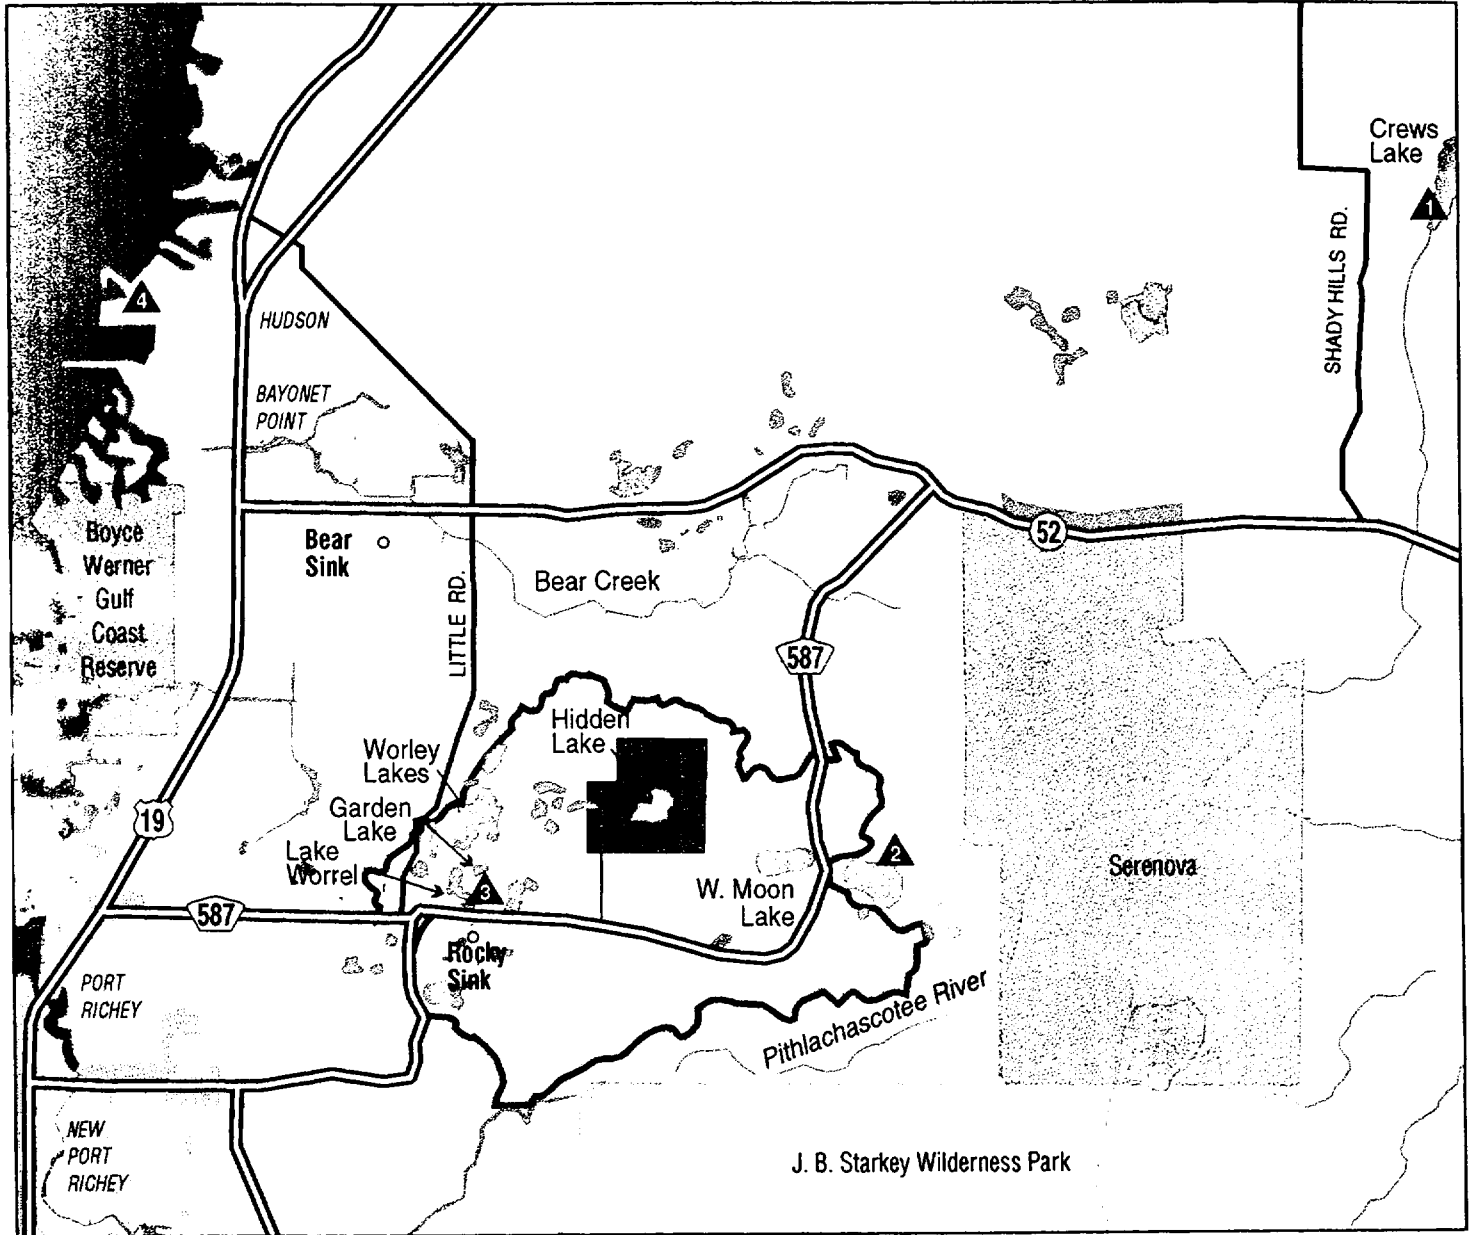 Crews
Lake
1
SHADY HILLS RD.
4
HUDSON
BAYONET
POINT
Boyce
Werner
Gulf
Coast
Reserve
Bear
Sink
52
Bear Creek
LITTLE RD.
587
Hidden
Lake
Worley
Lakes
Garden
Lake
19
Lake
Worrel
2
Serenova
3
W. Moon
Lake
587
Rocky
Sink
PORT
RICHEY
Pithlachascotee River
NEW
PORT
RICHEY
J. B. Starkey Wilderness Park